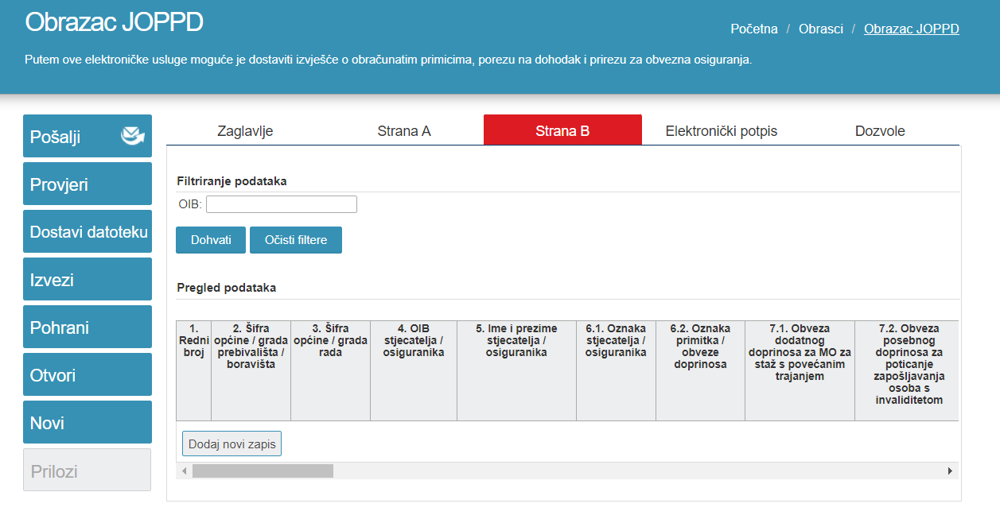 Obrazac JOPPD
Početna / Obrasci / Obrazac JOPPD
Putem ove elektroničke usluge moguće je dostaviti izvješće o obračunatim primicima, porezu na dohodak i prirezu za obvezna osiguranja.
Pošalji
Provjeri
Dostavi datoteku
Izvezi
Pohrani
Otvori
Novi
Prilozi
Zaglavlje
Strana A
Strana B
Elektronički potpis
Dozvole
Filtriranje podataka
OIB:
Dohvati
Očisti filtere
Pregled podataka
1.
Redni
broj
2. Šifra
općine / grada
prebivališta /
boravišta
3. Šifra
općine / grada
rada
4. OIB
stjecatelja /
osiguranika
5. Ime i prezime
stjecatelja /
osiguranika
6.1. Oznaka
stjecatelja /
osiguranika
6.2. Oznaka
primitka /
obveze
doprinosa
7.1. Obveza
dodatnog
doprinosa za MO za
staž s povećanim
trajanjem
7.2. Obveza
posebnog
doprinosa za
poticanje
zapošljavanja
osoba s
invaliditetom
Dodaj novi zapis